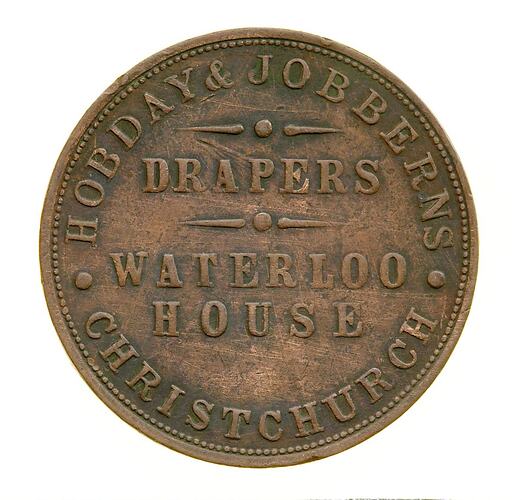 HOBDAY & JOBBERNS
DRAPERS
WATERLOO
HOUSE
CHRISTCHURCH